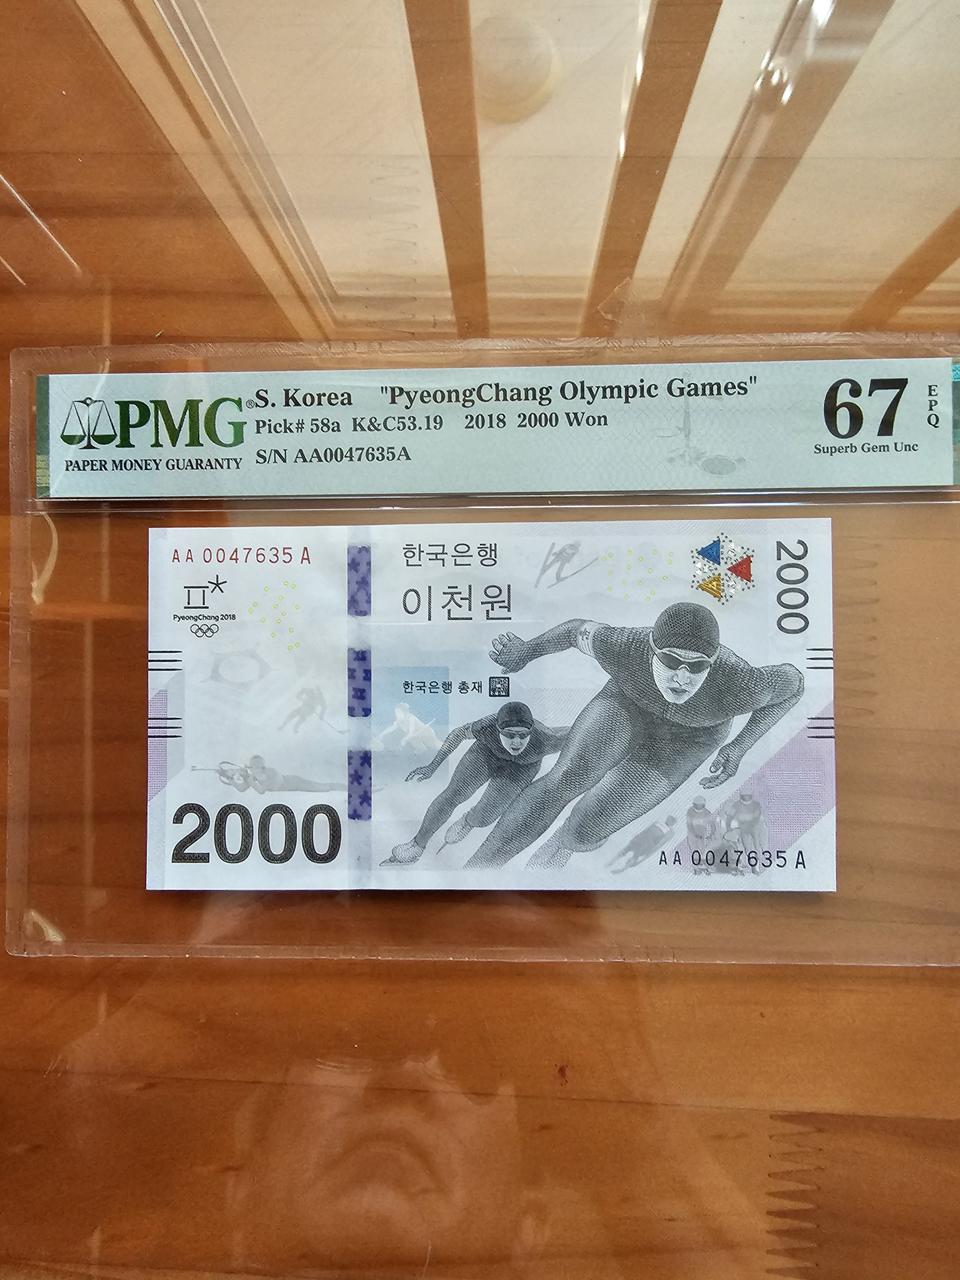 PMG® S. Korea "PyeongChang Olympic Games"
Pick# 58a K&C53.19 2018 2000 Won
PAPER MONEY GUARANTY
S/N AA0047635A
67
EPQ
Superb Gem Unc
AA 0047635 A
한국은행
이천원
2000
PyeongChang 2018
한국은행 총재
2000
AA 0047635 A